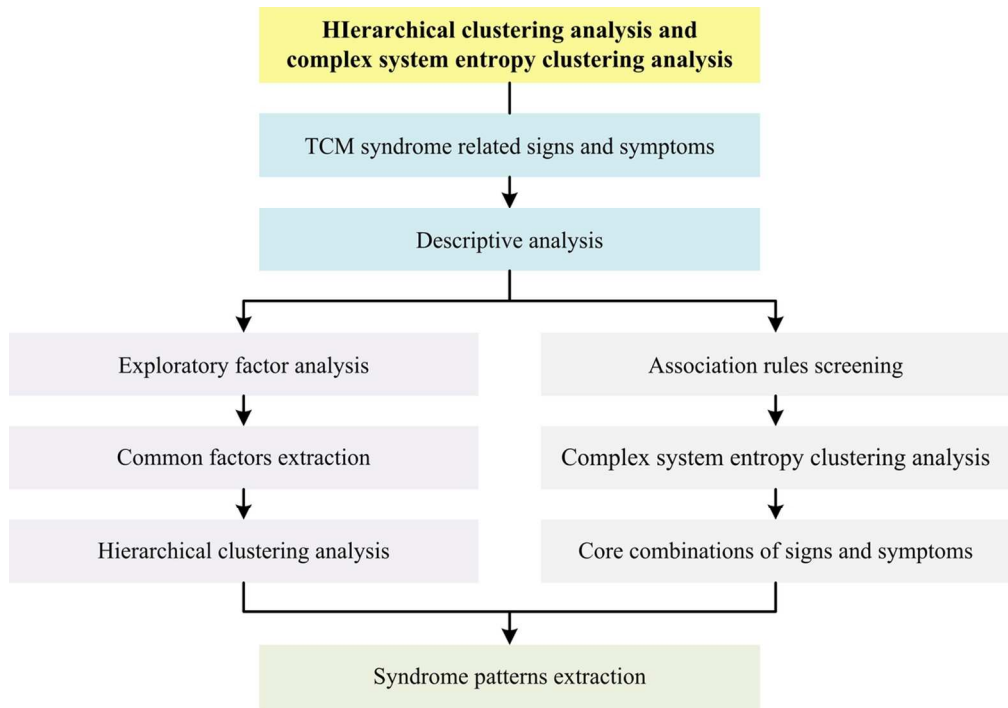 HIerarchical clustering analysis and
complex system entropy clustering analysis
TCM syndrome related signs and symptoms
Descriptive analysis
Exploratory factor analysis
Association rules screening
Common factors extraction
Complex system entropy clustering analysis
Hierarchical clustering analysis
Core combinations of signs and symptoms
Syndrome patterns extraction